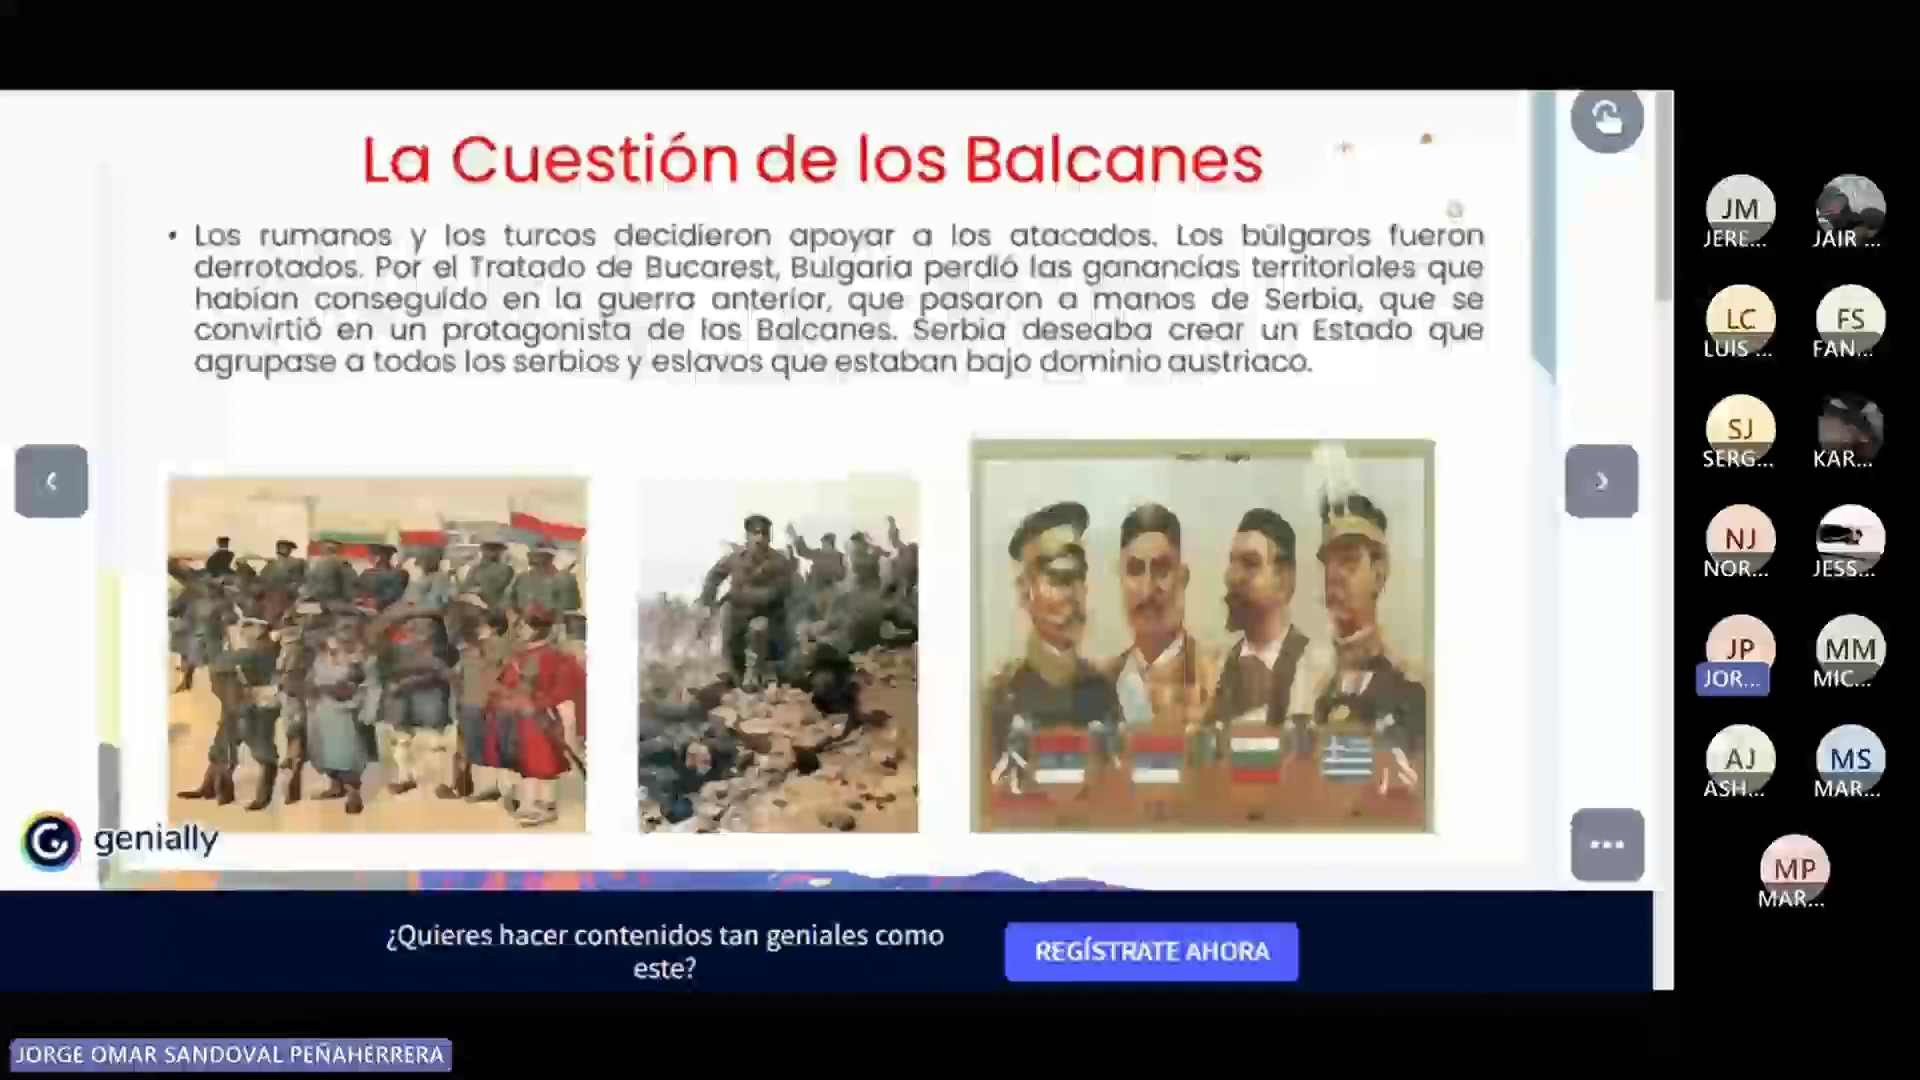 La Cuestión de los Balcanes
• Los rumanos y los turcos decidieron apoyar a los atacados. Los búlgaros fueron
derrotados. Por el Tratado de Bucarest, Bulgaria perdió las ganancias territoriales que
habían conseguido en la guerra anterior, que pasaron a manos de Serbia, que se
convirtió en un protagonista de los Balcanes. Serbia deseaba crear un Estado que
agrupase a todos los serbios y eslavos que estaban bajo dominio austriaco.
genially
¿Quieres hacer contenidos tan geniales como
este?
REGÍSTRATE AHORA
JORGE OMAR SANDOVAL PEÑAHERRERA
JM
JERE...
JAIR ...
LC
LUIS ...
FS
FAN...
SJ
SERG...
KAR...
NJ
NOR...
JESS...
JP
JOR...
MM
MIC...
AJ
ASH...
MS
MAR...
MP
MAR...